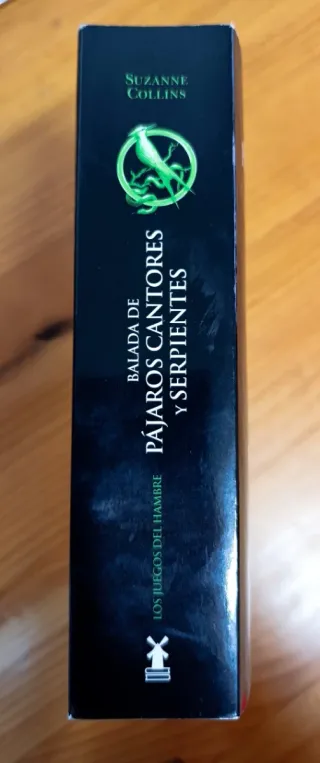 SUZANNE
COLLINS
BALADA DE
PÁJAROS CANTORES
Y SERPIENTES
LOS JUEGOS DEL HAMBRE